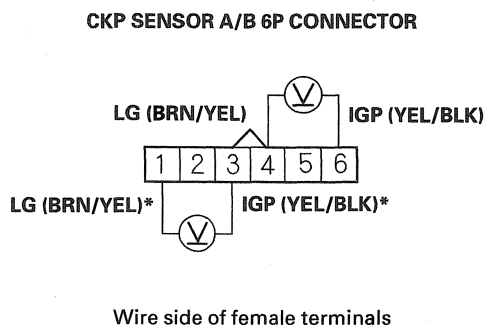 CKP SENSOR A/B 6P CONNECTOR
LG (BRN/YEL)
V
IGP (YEL/BLK)
1 2 3 4 5 6
LG (BRN/YEL)*
V
IGP (YEL/BLK)*
Wire side of female terminals